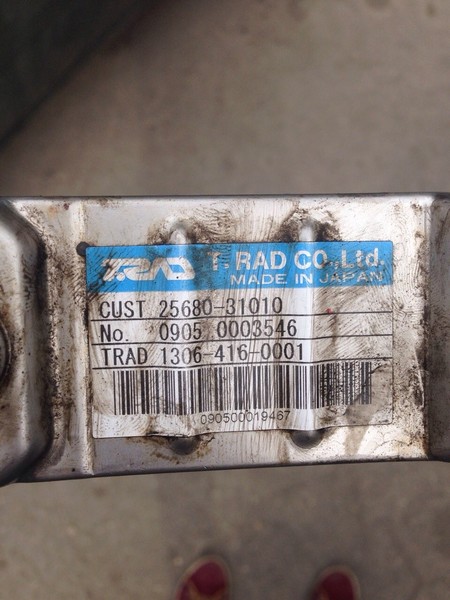 TRAD T. RAD CO.,Ltd.
MADE IN JAPAN
CUST 25680-31010
No. 0905 0003546
TRAD 1306-416-0001
090500019467